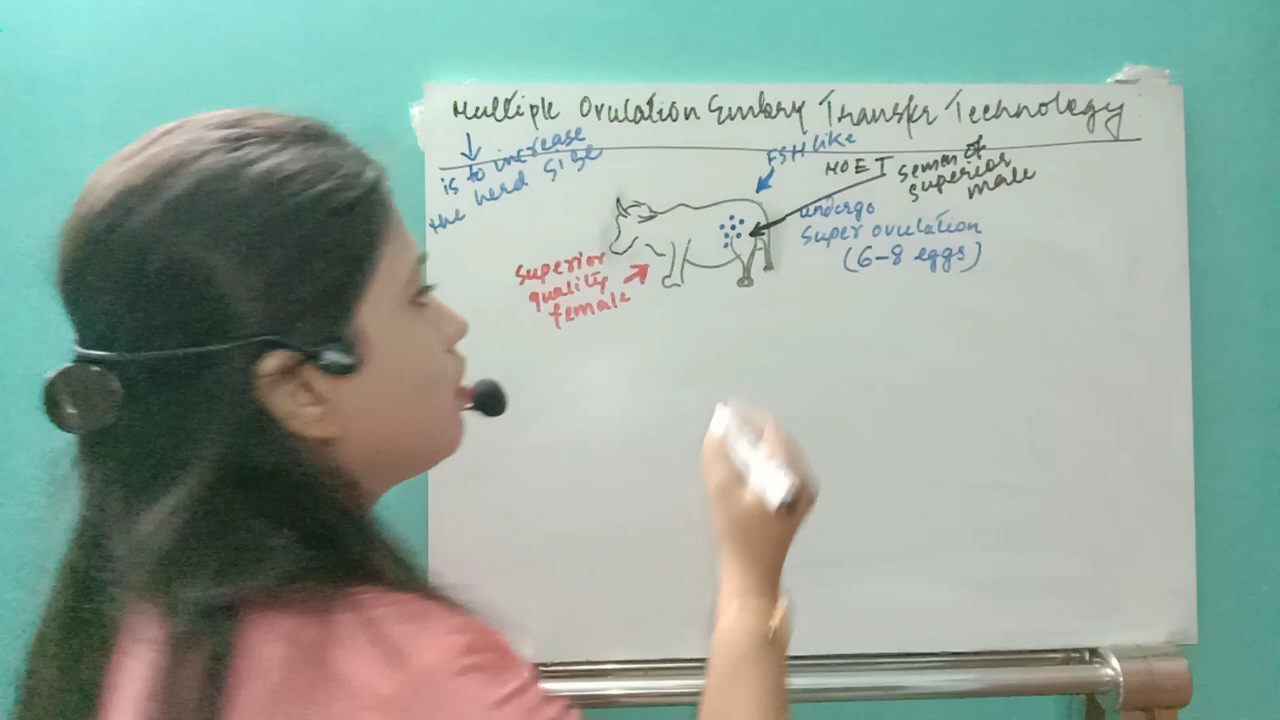 Multiple Ovulation Embry Transfer Technology
is to increase
the herd size
FSH like
MOET
semen of
superior
male
undergo
super ovulation
(6-8 eggs)
superior
quality
female